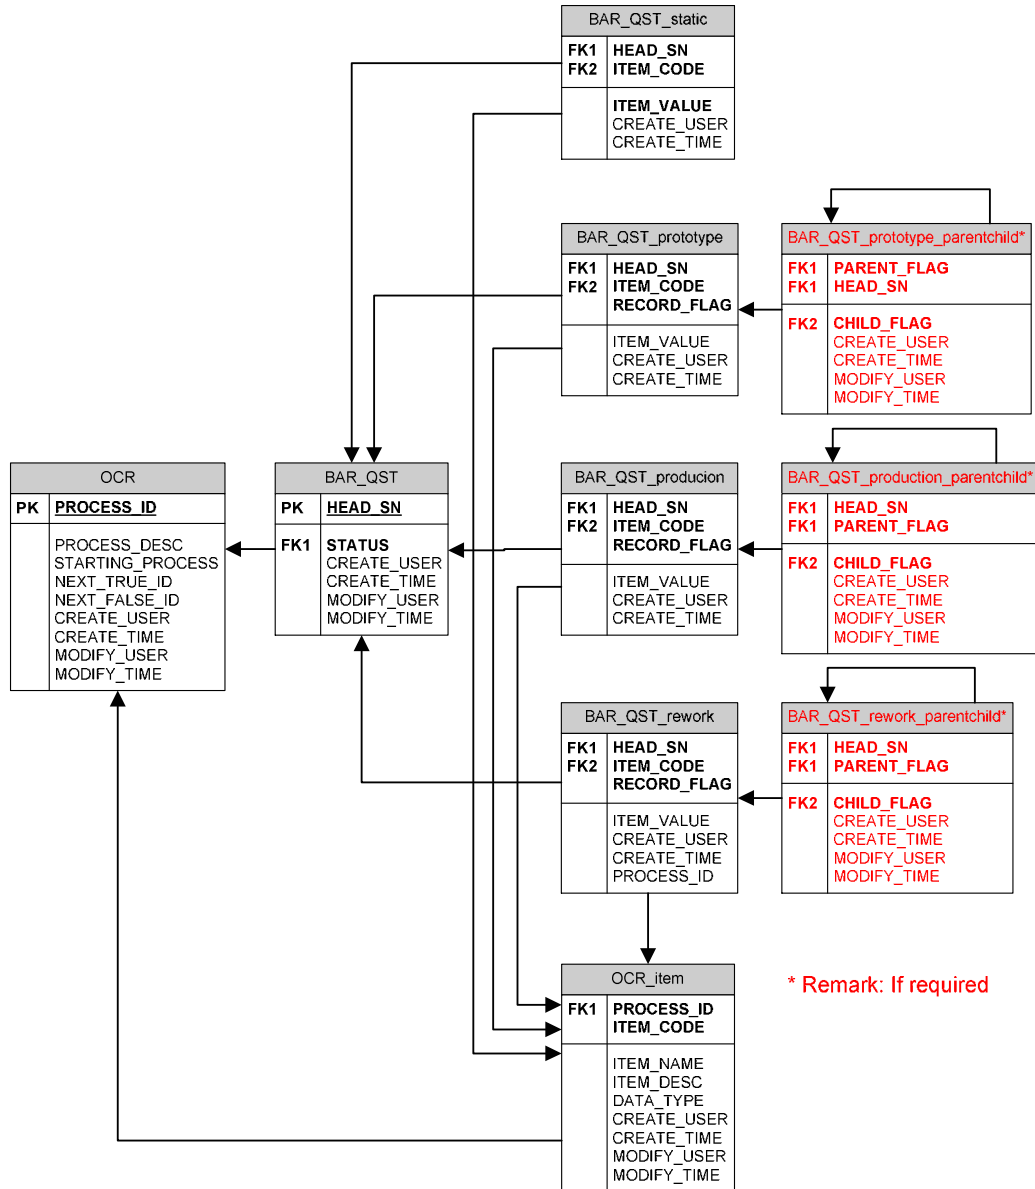 BAR_QST_static
FK1 HEAD_SN
FK2 ITEM_CODE
ITEM_VALUE
CREATE_USER
CREATE_TIME
BAR_QST_prototype
FK1 HEAD_SN
FK2 ITEM_CODE
RECORD_FLAG
ITEM_VALUE
CREATE_USER
CREATE_TIME
BAR_QST_prototype_parentchild*
FK1 PARENT_FLAG
FK1 HEAD_SN
FK2 CHILD_FLAG
CREATE_USER
CREATE_TIME
MODIFY_USER
MODIFY_TIME
OCR
PK PROCESS_ID
PROCESS_DESC
STARTING_PROCESS
NEXT_TRUE_ID
NEXT_FALSE_ID
CREATE_USER
CREATE_TIME
MODIFY_USER
MODIFY_TIME
BAR_QST
PK HEAD_SN
FK1 STATUS
CREATE_USER
CREATE_TIME
MODIFY_USER
MODIFY_TIME
BAR_QST_producion
FK1 HEAD_SN
FK2 ITEM_CODE
RECORD_FLAG
ITEM_VALUE
CREATE_USER
CREATE_TIME
BAR_QST_production_parentchild*
FK1 HEAD_SN
FK1 PARENT_FLAG
FK2 CHILD_FLAG
CREATE_USER
CREATE_TIME
MODIFY_USER
MODIFY_TIME
BAR_QST_rework
FK1 HEAD_SN
FK2 ITEM_CODE
RECORD_FLAG
ITEM_VALUE
CREATE_USER
CREATE_TIME
PROCESS_ID
BAR_QST_rework_parentchild*
FK1 HEAD_SN
FK1 PARENT_FLAG
FK2 CHILD_FLAG
CREATE_USER
CREATE_TIME
MODIFY_USER
MODIFY_TIME
OCR_item
FK1 PROCESS_ID
ITEM_CODE
ITEM_NAME
ITEM_DESC
DATA_TYPE
CREATE_USER
CREATE_TIME
MODIFY_USER
MODIFY_TIME
* Remark: If required